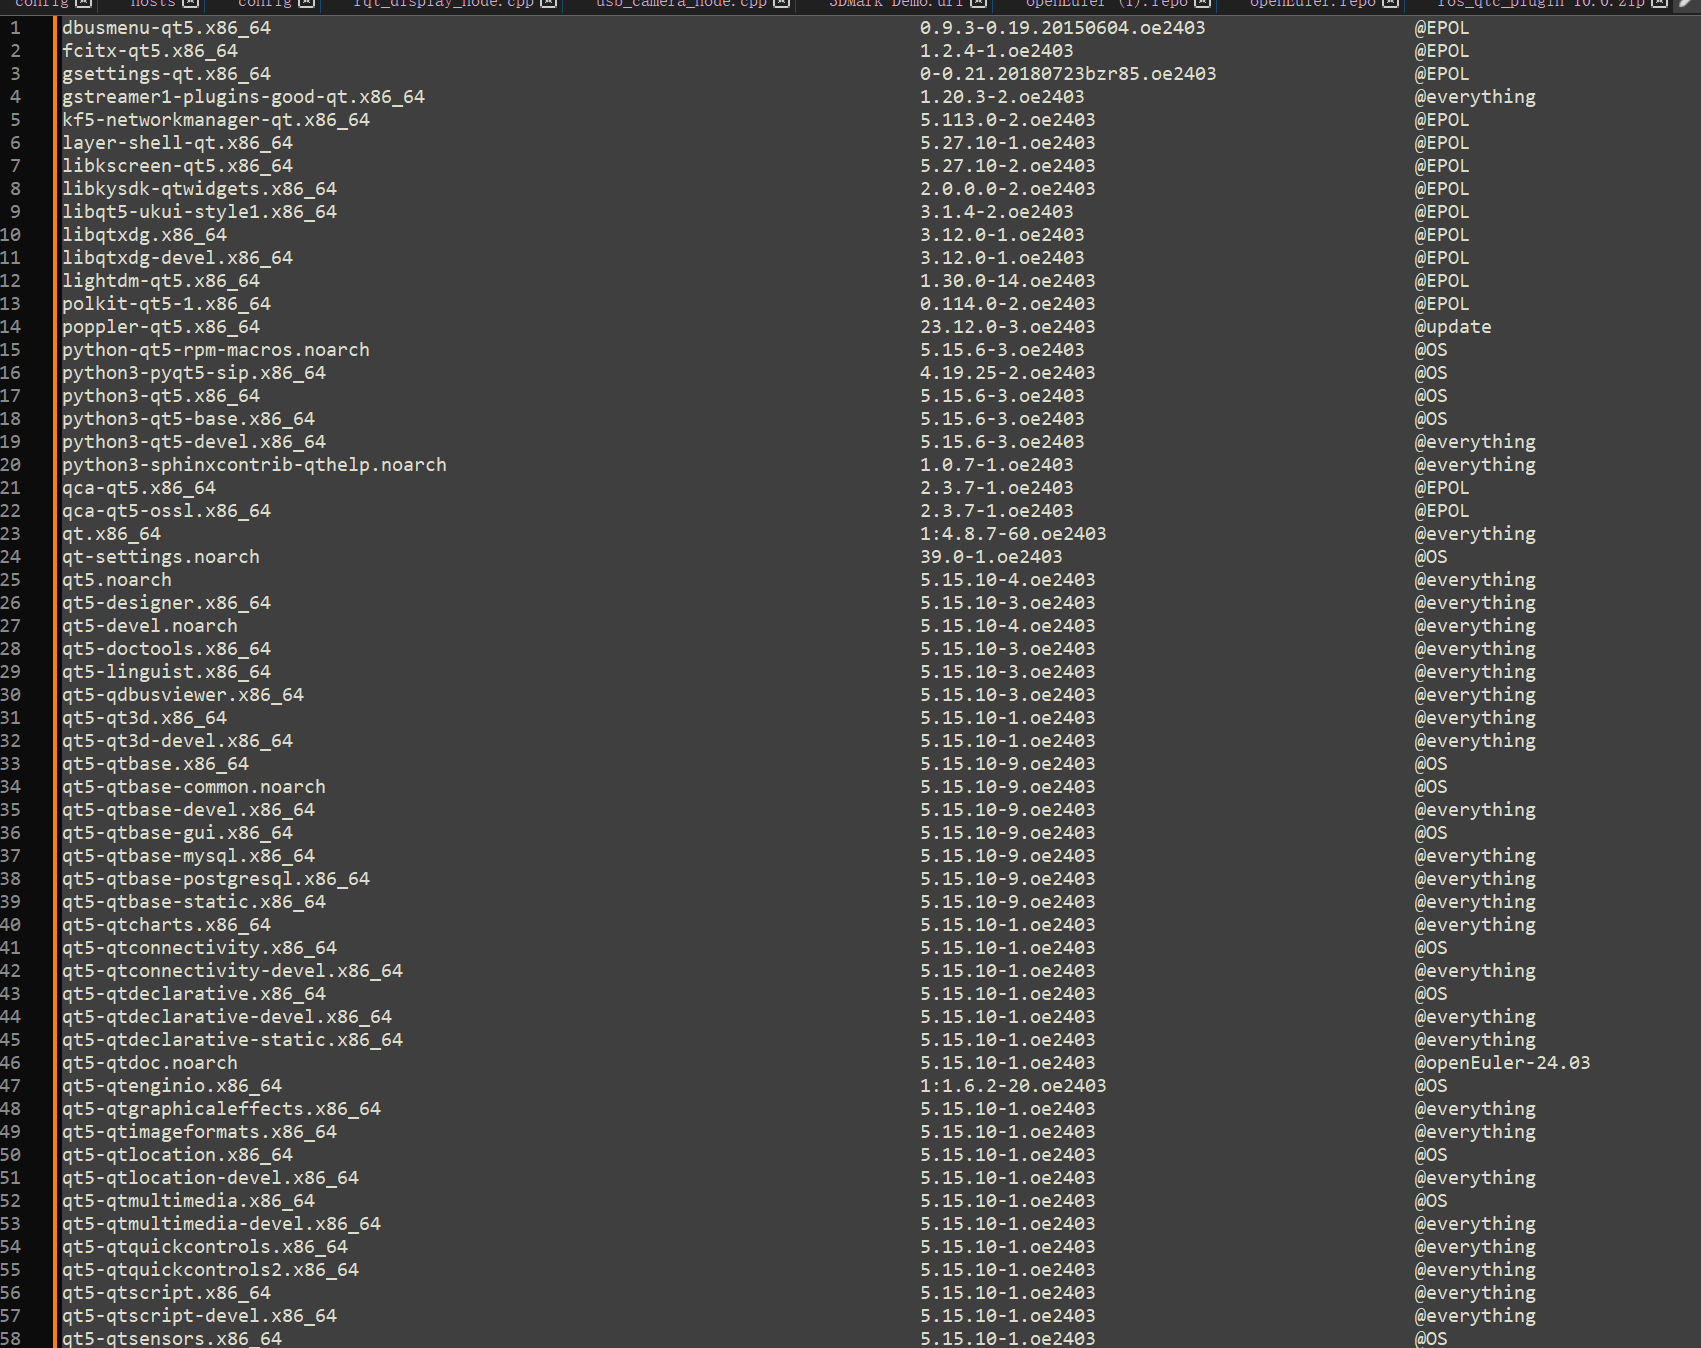 config hosts config rqt_display_node.cpp usb_camera_node.cpp 3DMark Demo.url openEuler (1).repo openEuler.repo ros_qtc_plugin 10.0.zip
1 dbusmenu-qt5.x86_64 0.9.3-0.19.20150604.oe2403 @EPOL
2 fcitx-qt5.x86_64 1.2.4-1.oe2403 @EPOL
3 gsettings-qt.x86_64 0-0.21.20180723bzr85.oe2403 @EPOL
4 gstreamer1-plugins-good-qt.x86_64 1.20.3-2.oe2403 @everything
5 kf5-networkmanager-qt.x86_64 5.113.0-2.oe2403 @EPOL
6 layer-shell-qt.x86_64 5.27.10-1.oe2403 @EPOL
7 libkscreen-qt5.x86_64 5.27.10-2.oe2403 @EPOL
8 libkysdk-qtwidgets.x86_64 2.0.0.0-2.oe2403 @EPOL
9 libqt5-ukui-style1.x86_64 3.1.4-2.oe2403 @EPOL
10 libqtxdg.x86_64 3.12.0-1.oe2403 @EPOL
11 libqtxdg-devel.x86_64 3.12.0-1.oe2403 @EPOL
12 lightdm-qt5.x86_64 1.30.0-14.oe2403 @EPOL
13 polkit-qt5-1.x86_64 0.114.0-2.oe2403 @EPOL
14 poppler-qt5.x86_64 23.12.0-3.oe2403 @update
15 python-qt5-rpm-macros.noarch 5.15.6-3.oe2403 @OS
16 python3-pyqt5-sip.x86_64 4.19.25-2.oe2403 @OS
17 python3-qt5.x86_64 5.15.6-3.oe2403 @OS
18 python3-qt5-base.x86_64 5.15.6-3.oe2403 @OS
19 python3-qt5-devel.x86_64 5.15.6-3.oe2403 @everything
20 python3-sphinxcontrib-qthelp.noarch 1.0.7-1.oe2403 @everything
21 qca-qt5.x86_64 2.3.7-1.oe2403 @EPOL
22 qca-qt5-ossl.x86_64 2.3.7-1.oe2403 @EPOL
23 qt.x86_64 1:4.8.7-60.oe2403 @everything
24 qt-settings.noarch 39.0-1.oe2403 @OS
25 qt5.noarch 5.15.10-4.oe2403 @everything
26 qt5-designer.x86_64 5.15.10-3.oe2403 @everything
27 qt5-devel.noarch 5.15.10-4.oe2403 @everything
28 qt5-doctools.x86_64 5.15.10-3.oe2403 @everything
29 qt5-linguist.x86_64 5.15.10-3.oe2403 @everything
30 qt5-qdbusviewer.x86_64 5.15.10-3.oe2403 @everything
31 qt5-qt3d.x86_64 5.15.10-1.oe2403 @everything
32 qt5-qt3d-devel.x86_64 5.15.10-1.oe2403 @everything
33 qt5-qtbase.x86_64 5.15.10-9.oe2403 @OS
34 qt5-qtbase-common.noarch 5.15.10-9.oe2403 @OS
35 qt5-qtbase-devel.x86_64 5.15.10-9.oe2403 @everything
36 qt5-qtbase-gui.x86_64 5.15.10-9.oe2403 @OS
37 qt5-qtbase-mysql.x86_64 5.15.10-9.oe2403 @everything
38 qt5-qtbase-postgresql.x86_64 5.15.10-9.oe2403 @everything
39 qt5-qtbase-static.x86_64 5.15.10-9.oe2403 @everything
40 qt5-qtcharts.x86_64 5.15.10-1.oe2403 @everything
41 qt5-qtconnectivity.x86_64 5.15.10-1.oe2403 @OS
42 qt5-qtconnectivity-devel.x86_64 5.15.10-1.oe2403 @everything
43 qt5-qtdeclarative.x86_64 5.15.10-1.oe2403 @OS
44 qt5-qtdeclarative-devel.x86_64 5.15.10-1.oe2403 @everything
45 qt5-qtdeclarative-static.x86_64 5.15.10-1.oe2403 @everything
46 qt5-qtdoc.noarch 5.15.10-1.oe2403 @openEuler-24.03
47 qt5-qtenginio.x86_64 1:1.6.2-20.oe2403 @OS
48 qt5-qtgraphicaleffects.x86_64 5.15.10-1.oe2403 @everything
49 qt5-qtimageformats.x86_64 5.15.10-1.oe2403 @everything
50 qt5-qtlocation.x86_64 5.15.10-1.oe2403 @OS
51 qt5-qtlocation-devel.x86_64 5.15.10-1.oe2403 @everything
52 qt5-qtmultimedia.x86_64 5.15.10-1.oe2403 @OS
53 qt5-qtmultimedia-devel.x86_64 5.15.10-1.oe2403 @everything
54 qt5-qtquickcontrols.x86_64 5.15.10-1.oe2403 @everything
55 qt5-qtquickcontrols2.x86_64 5.15.10-1.oe2403 @everything
56 qt5-qtscript.x86_64 5.15.10-1.oe2403 @everything
57 qt5-qtscript-devel.x86_64 5.15.10-1.oe2403 @everything
58 qt5-qtsensors.x86_64 5.15.10-1.oe2403 @OS